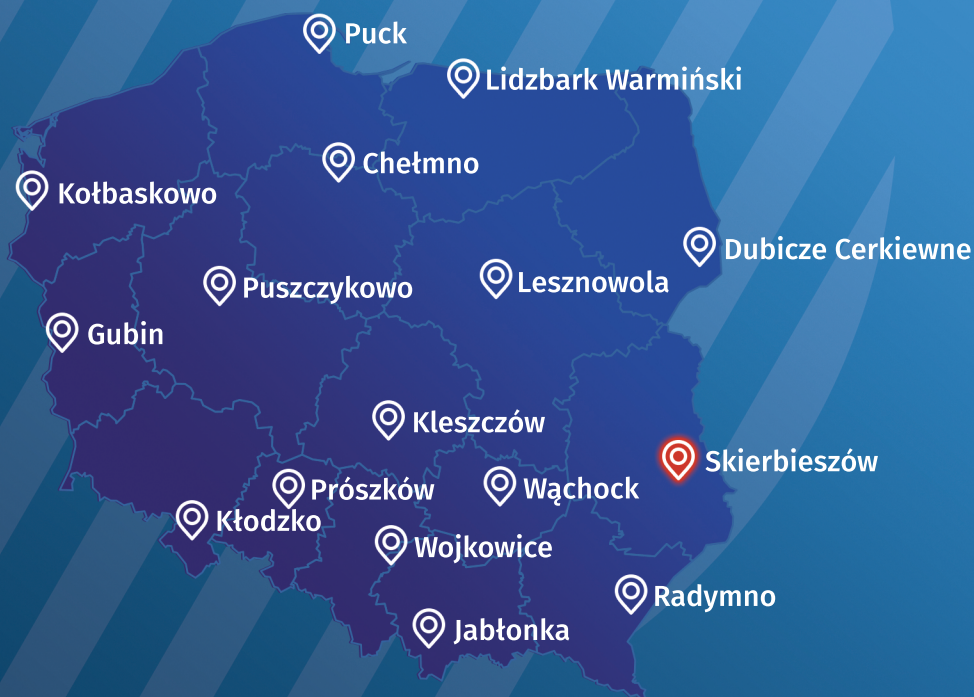 Puck
Lidzbark Warmiński
Chełmno
Kołbaskowo
Dubicze Cerkiewne
Lesznowola
Puszczykowo
Gubin
Kleszczów
Skierbieszów
Prószków
Wąchock
Kłodzko
Wojkowice
Radymno
Jabłonka